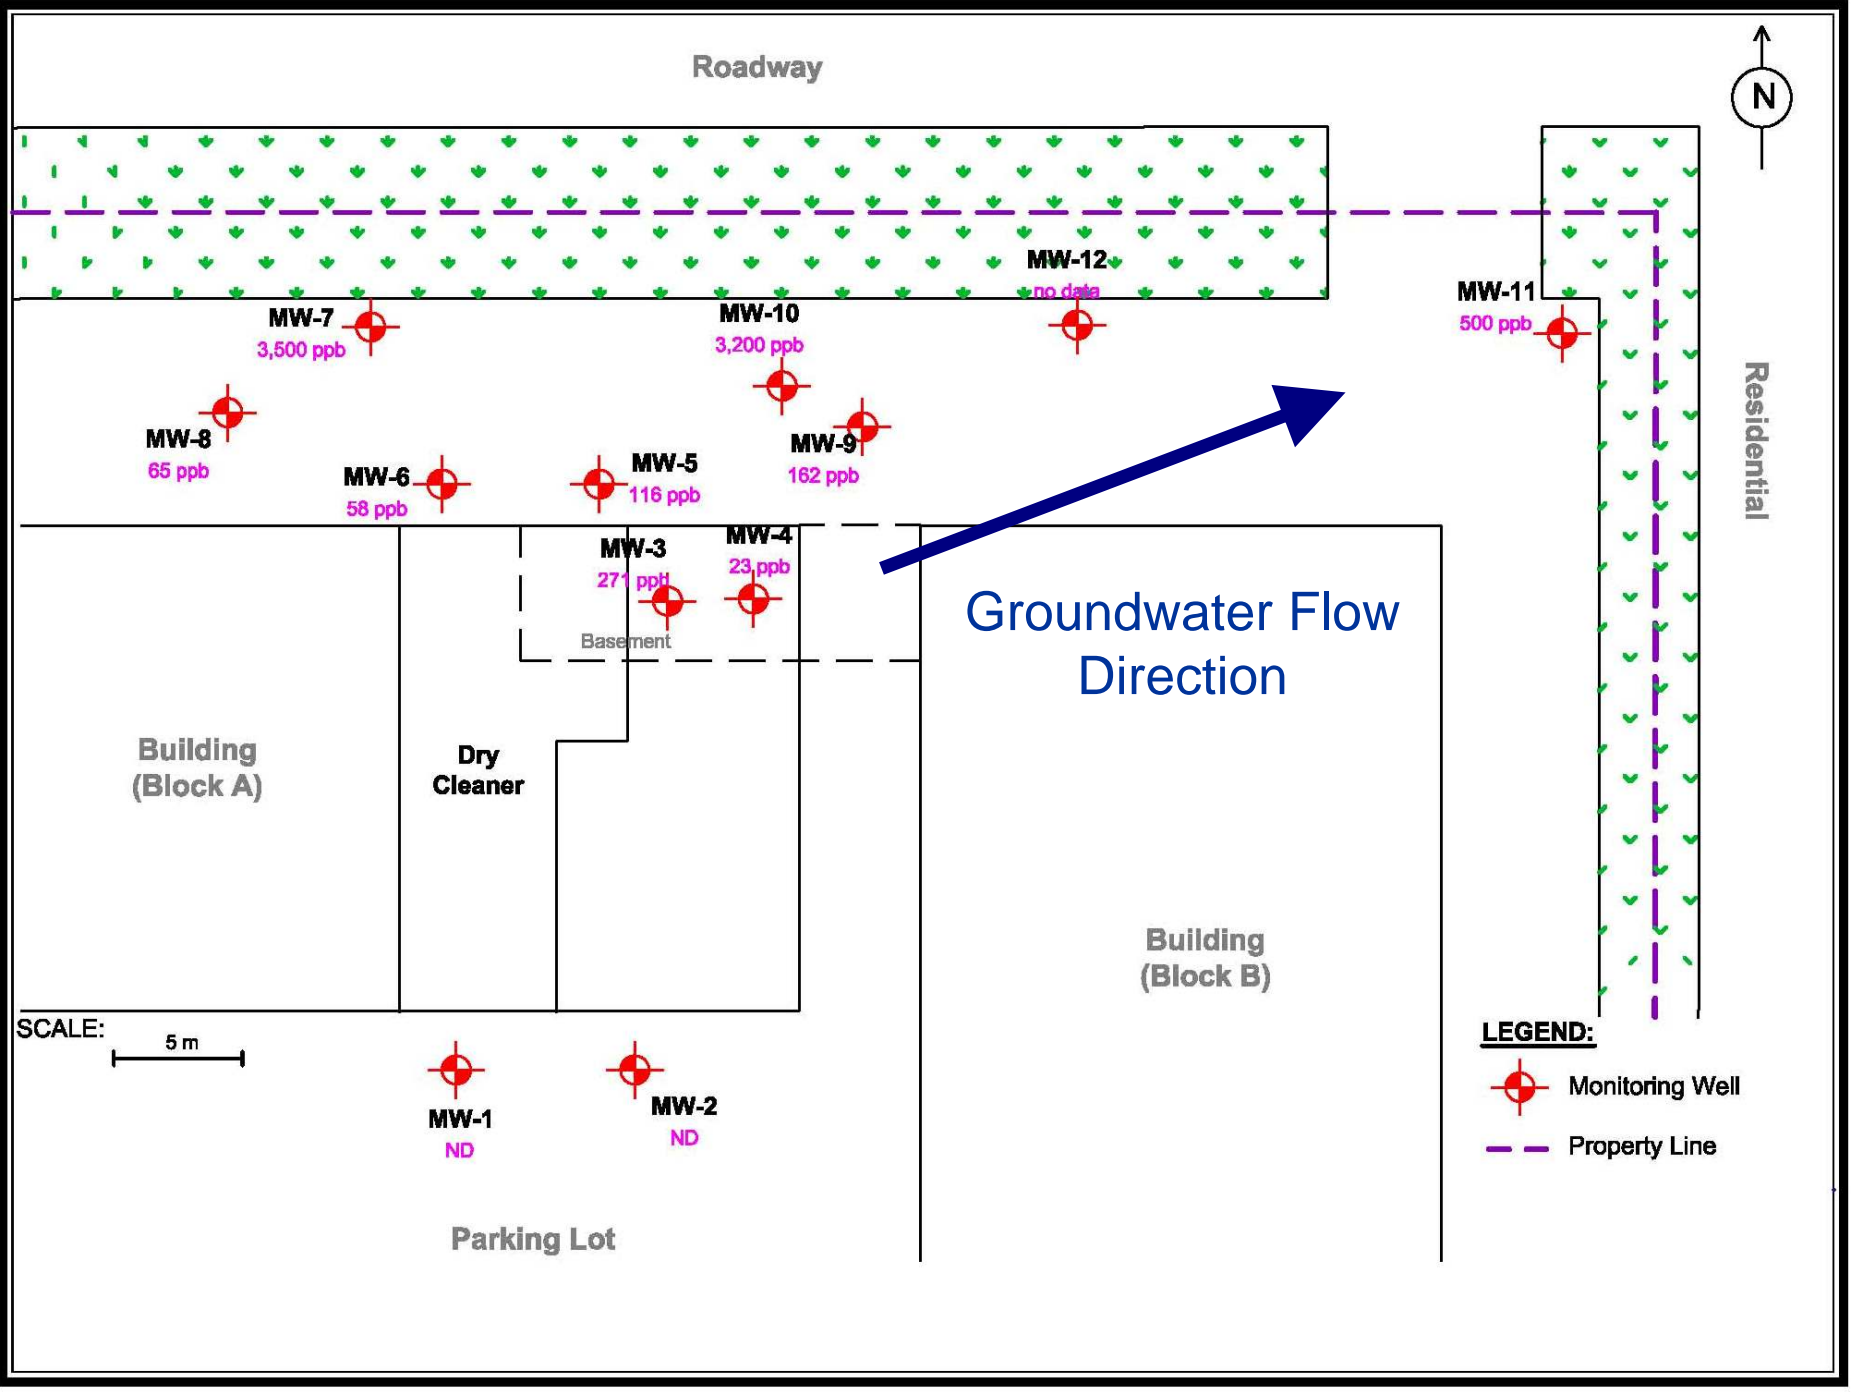 Roadway
N
MW-12
no data
MW-11
500 ppb
MW-7
3,500 ppb
MW-10
3,200 ppb
MW-8
65 ppb
MW-9
162 ppb
MW-6
58 ppb
MW-5
116 ppb
Residential
MW-3
271 ppb
MW-4
23 ppb
Basement
Groundwater Flow
Direction
Building
(Block A)
Dry
Cleaner
Building
(Block B)
SCALE:
5 m
MW-1
ND
MW-2
ND
Parking Lot
LEGEND:
Monitoring Well
Property Line